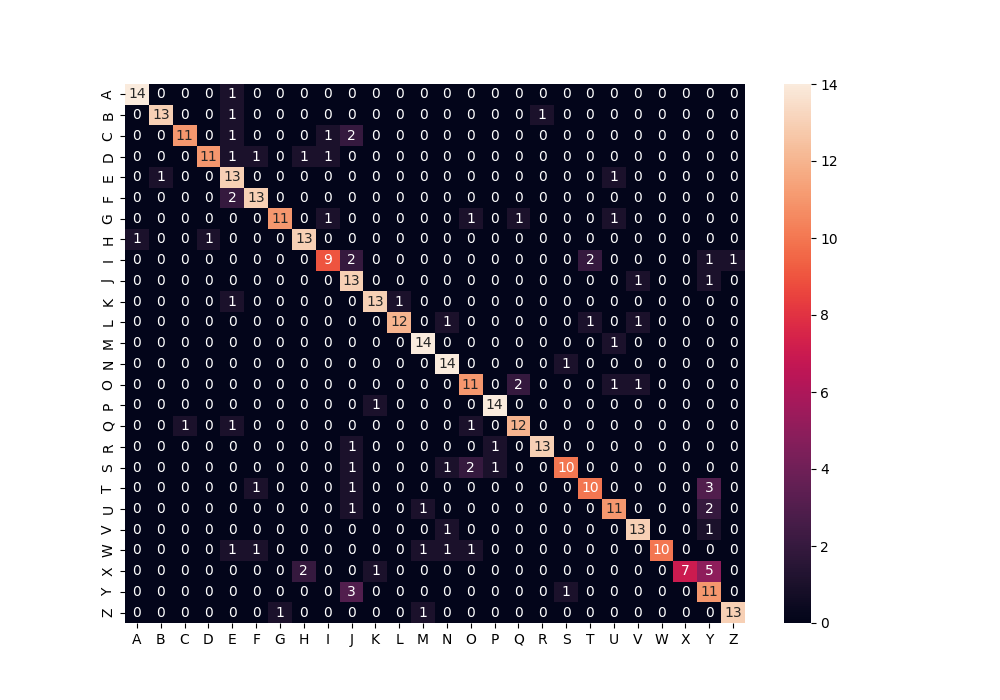 A 14 0 0 0 1 0 0 0 0 0 0 0 0 0 0 0 0 0 0 0 0 0 0 0 0 0 14
B 0 13 0 0 1 0 0 0 0 0 0 0 0 0 0 0 0 1 0 0 0 0 0 0 0 0
C 0 0 11 0 1 0 0 0 1 2 0 0 0 0 0 0 0 0 0 0 0 0 0 0 0 0
D 0 0 0 11 1 1 0 1 1 0 0 0 0 0 0 0 0 0 0 0 0 0 0 0 0 0 12
E 0 1 0 0 13 0 0 0 0 0 0 0 0 0 0 0 0 0 0 0 1 0 0 0 0 0
F 0 0 0 0 2 13 0 0 0 0 0 0 0 0 0 0 0 0 0 0 0 0 0 0 0 0
G 0 0 0 0 0 0 11 0 1 0 0 0 0 0 1 0 1 0 0 0 1 0 0 0 0 0
H 1 0 0 1 0 0 0 13 0 0 0 0 0 0 0 0 0 0 0 0 0 0 0 0 0 0 10
I 0 0 0 0 0 0 0 0 9 2 0 0 0 0 0 0 0 0 0 2 0 0 0 0 1 1
J 0 0 0 0 0 0 0 0 0 13 0 0 0 0 0 0 0 0 0 0 0 1 0 0 1 0
K 0 0 0 0 1 0 0 0 0 0 13 1 0 0 0 0 0 0 0 0 0 0 0 0 0 0
L 0 0 0 0 0 0 0 0 0 0 0 12 0 1 0 0 0 0 0 1 0 1 0 0 0 0 8
M 0 0 0 0 0 0 0 0 0 0 0 0 14 0 0 0 0 0 0 0 1 0 0 0 0 0
N 0 0 0 0 0 0 0 0 0 0 0 0 0 14 0 0 0 0 1 0 0 0 0 0 0 0
O 0 0 0 0 0 0 0 0 0 0 0 0 0 0 11 0 2 0 0 0 1 1 0 0 0 0 6
P 0 0 0 0 0 0 0 0 0 0 1 0 0 0 0 14 0 0 0 0 0 0 0 0 0 0
Q 0 0 1 0 1 0 0 0 0 0 0 0 0 0 1 0 12 0 0 0 0 0 0 0 0 0
R 0 0 0 0 0 0 0 0 0 1 0 0 0 0 0 1 0 13 0 0 0 0 0 0 0 0
S 0 0 0 0 0 0 0 0 0 1 0 0 0 1 2 1 0 0 10 0 0 0 0 0 0 0 4
T 0 0 0 0 0 1 0 0 0 1 0 0 0 0 0 0 0 0 0 10 0 0 0 0 3 0
U 0 0 0 0 0 0 0 0 0 1 0 0 1 0 0 0 0 0 0 0 11 0 0 0 2 0
V 0 0 0 0 0 0 0 0 0 0 0 0 0 1 0 0 0 0 0 0 0 13 0 0 1 0
W 0 0 0 0 1 1 0 0 0 0 0 0 1 1 1 0 0 0 0 0 0 0 10 0 0 0 2
X 0 0 0 0 0 0 0 2 0 0 1 0 0 0 0 0 0 0 0 0 0 0 0 7 5 0
Y 0 0 0 0 0 0 0 0 0 3 0 0 0 0 0 0 0 0 1 0 0 0 0 0 11 0
Z 0 0 0 0 0 0 1 0 0 0 0 0 1 0 0 0 0 0 0 0 0 0 0 0 0 13 0
A B C D E F G H I J K L M N O P Q R S T U V W X Y Z